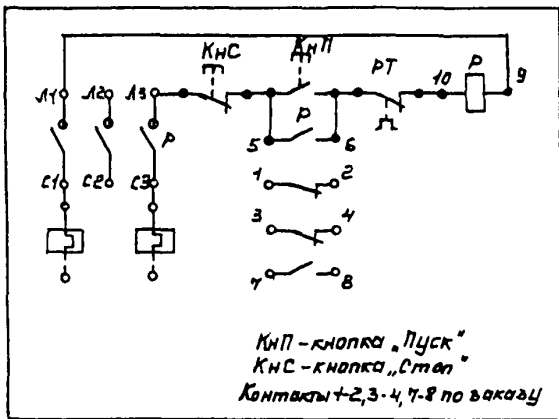 КнС КнП
РТ Р
Л1 Л2 Л3 10 9
Р Р
5 6
С1 С2 С3 1 2
3 4
7 8
КнП-кнопка „Пуск"
КнС-кнопка „Стоп"
Контакты 1-2,3-4,7-8 по заказу